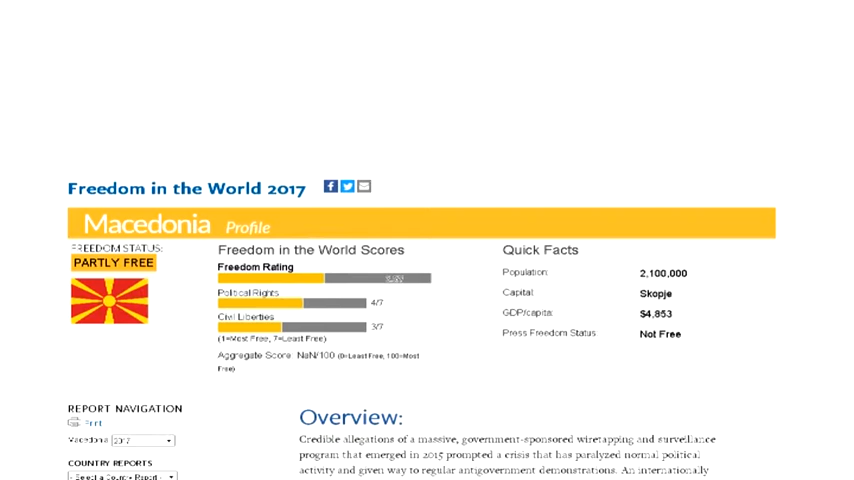 Freedom in the World 2017
Macedonia Profile
FREEDOM STATUS:
PARTLY FREE
Freedom in the World Scores
Freedom Rating
Political Rights
4/7
Civil Liberties
3/7
(1=Most Free, 7=Least Free)
Aggregate Score: NaN/100 (0=Least Free, 100=Most
Free)
Quick Facts
Population: 2,100,000
Capital: Skopje
GDP/capita: $4,853
Press Freedom Status Not Free
REPORT NAVIGATION
Print
Macedonia 2017
COUNTRY REPORTS
- Select a Country Report -
Overview:
Credible allegations of a massive, government-sponsored wiretapping and surveillance
program that emerged in 2015 prompted a crisis that has paralyzed normal political
activity and given way to regular antigovernment demonstrations. An internationally